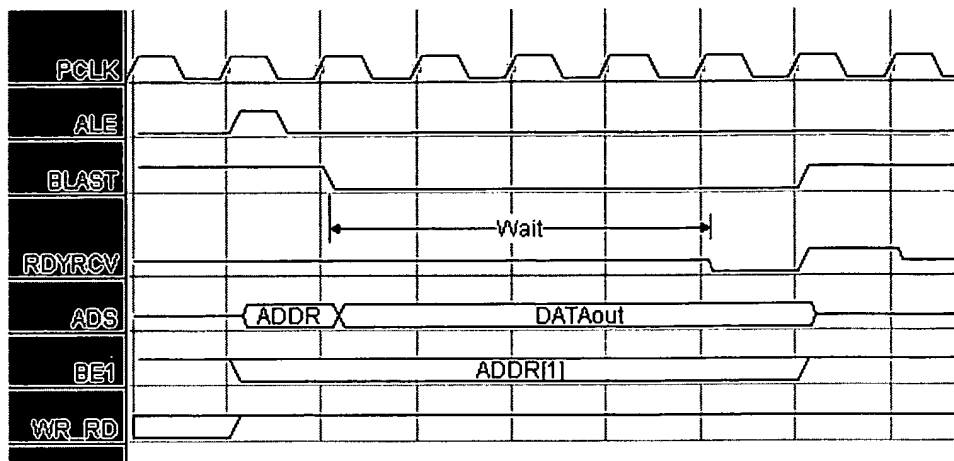 PCLK
ALE
BLAST
Wait
RDYRCV
ADS ADDR DATAout
BE1 ADDR[1]
WR_RD